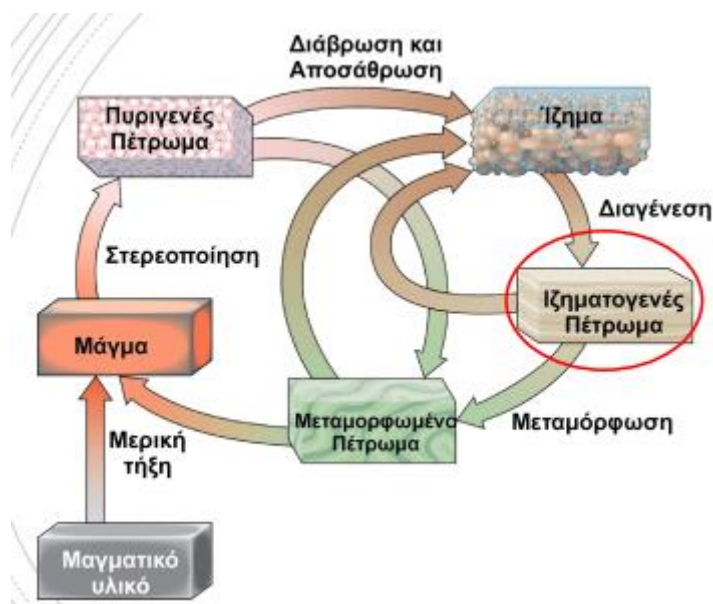 Διάβρωση και
Αποσάθρωση
Πυριγενές
Πέτρωμα
Ίζημα
Διαγένεση
Στερεοποίηση
Ιζηματογενές
Πέτρωμα
Μάγμα
Μεταμορφωμένο
Πέτρωμα
Μεταμόρφωση
Μερική
τήξη
Μαγματικό
υλικό